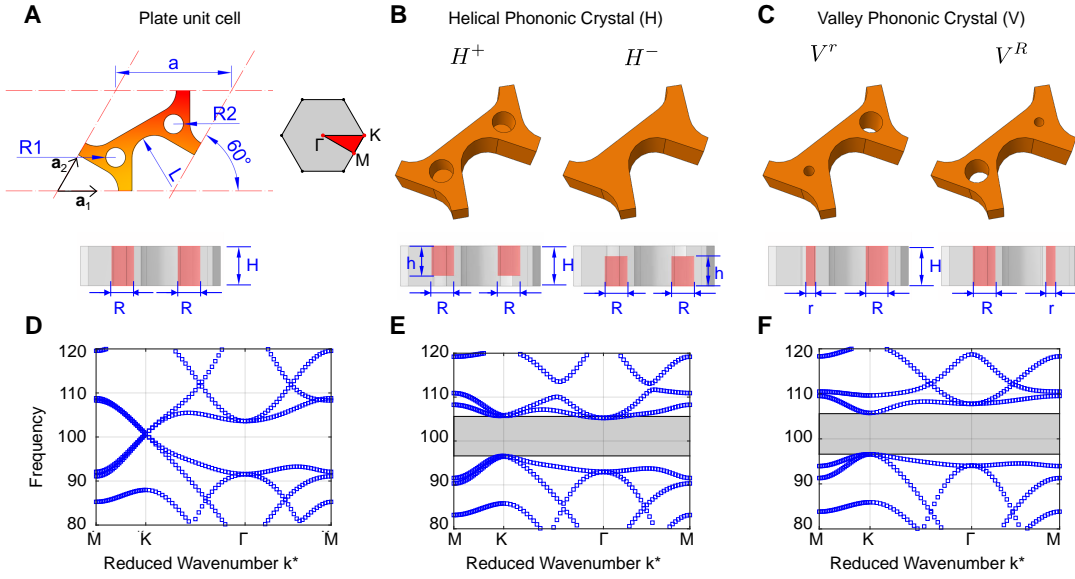 A Plate unit cell
B Helical Phononic Crystal (H)
C Valley Phononic Crystal (V)
a
R2
R1
60°
L
a₂
a₁
Γ
K
M
H⁺ H⁻
Vʳ Vᴿ
H
R R
h H h
R R R R
H
r R R r
D
E
F
Frequency
120
110
100
90
80
M K Γ M
Reduced Wavenumber k*
120
110
100
90
80
M K Γ M
Reduced Wavenumber k*
120
110
100
90
80
M K Γ M
Reduced Wavenumber k*